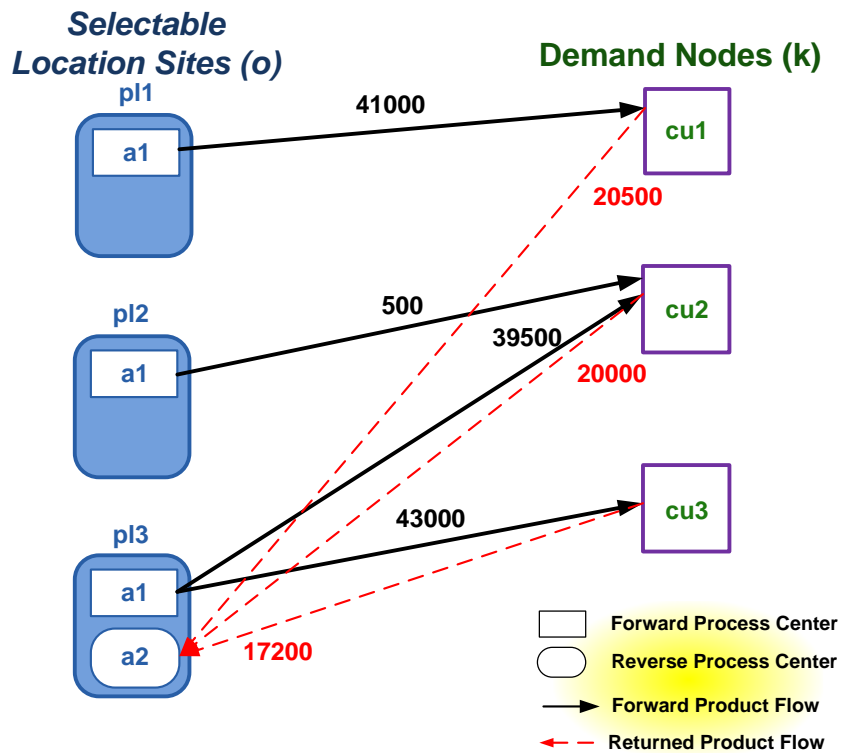 Selectable
Location Sites (o)
Demand Nodes (k)
pl1
a1
41000
cu1
20500
pl2
a1
500
39500
cu2
20000
pl3
a1
a2
43000
cu3
17200
Forward Process Center
Reverse Process Center
Forward Product Flow
Returned Product Flow